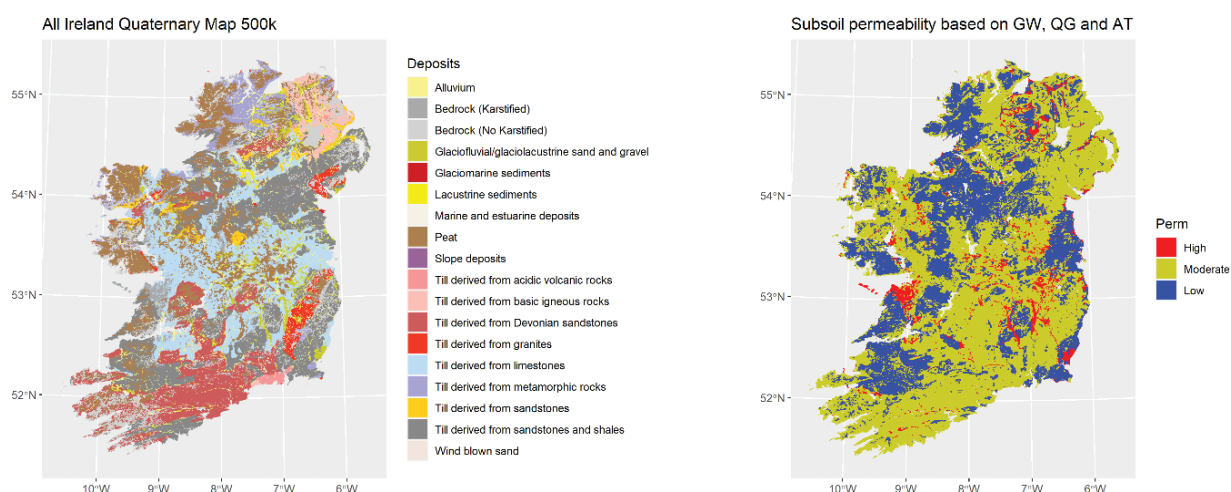 All Ireland Quaternary Map 500k
55°N
54°N
53°N
52°N
10°W
9°W
8°W
7°W
6°W
Deposits
Alluvium
Bedrock (Karstified)
Bedrock (No Karstified)
Glaciofluvial/glaciolacustrine sand and gravel
Glaciomarine sediments
Lacustrine sediments
Marine and estuarine deposits
Peat
Slope deposits
Till derived from acidic volcanic rocks
Till derived from basic igneous rocks
Till derived from Devonian sandstones
Till derived from granites
Till derived from limestones
Till derived from metamorphic rocks
Till derived from sandstones
Till derived from sandstones and shales
Wind blown sand
Subsoil permeability based on GW, QG and AT
55°N
54°N
53°N
52°N
10°W
9°W
8°W
7°W
6°W
Perm
High
Moderate
Low